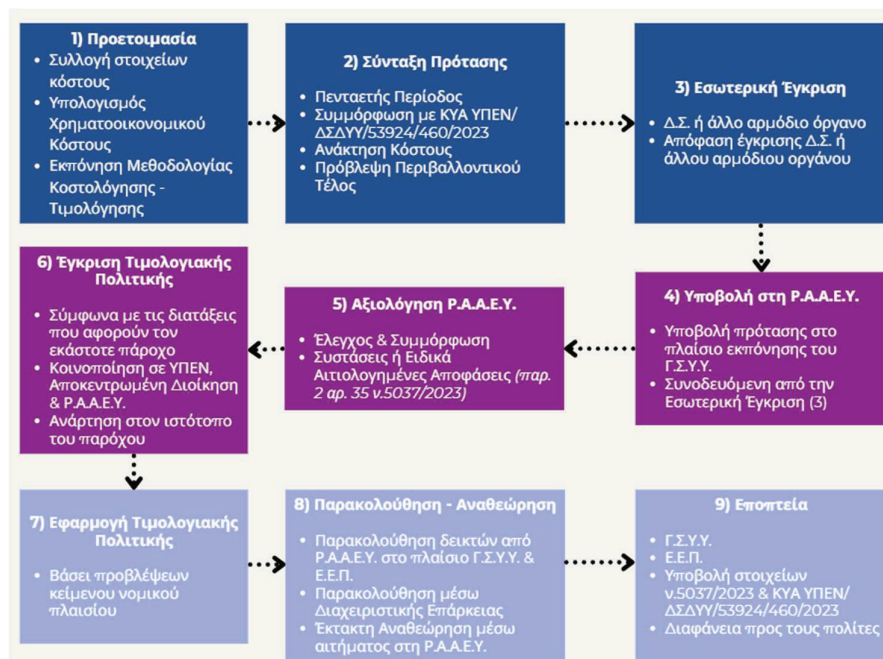 1) Προετοιμασία
• Συλλογή στοιχείων
κόστους
• Υπολογισμός
Χρηματοοικονομικού
Κόστους
• Εκπόνηση Μεθοδολογίας
Κοστολόγησης -
Τιμολόγησης
2) Σύνταξη Πρότασης
• Πενταετής Περίοδος
• Συμμόρφωση με ΚΥΑ ΥΠΕΝ/
ΔΣΔΥΥ/53924/460/2023
• Ανάκτηση Κόστους
• Πρόβλεψη Περιβαλλοντικού
Τέλος
3) Εσωτερική Έγκριση
• Δ.Σ. ή άλλο αρμόδιο όργανο
• Απόφαση έγκρισης Δ.Σ. ή
άλλου αρμόδιου οργάνου
4) Υποβολή στη Ρ.Α.Α.Ε.Υ.
• Υποβολή πρότασης στο
πλαίσιο εκπόνησης του
Γ.Σ.Υ.Υ.
• Συνοδευόμενη από την
Εσωτερική Έγκριση (3)
5) Αξιολόγηση Ρ.Α.Α.Ε.Υ.
• Έλεγχος & Συμμόρφωση
• Συστάσεις ή Ειδικά
Αιτιολογημένες Αποφάσεις (παρ.
2 αρ. 35 ν.5037/2023)
6) Έγκριση Τιμολογιακής
Πολιτικής
• Σύμφωνα με τις διατάξεις
που αφορούν τον
εκάστοτε πάροχο
• Κοινοποίηση σε ΥΠΕΝ,
Αποκεντρωμένη Διοίκηση
& Ρ.Α.Α.Ε.Υ.
• Ανάρτηση στον ιστότοπο
του παρόχου
7) Εφαρμογή Τιμολογιακής
Πολιτικής
• Βάσει προβλέψεων
κείμενου νομικού
πλαισίου
8) Παρακολούθηση - Αναθεώρηση
• Παρακολούθηση δεικτών από
Ρ.Α.Α.Ε.Υ. στο πλαίσιο Γ.Σ.Υ.Υ. &
Ε.Ε.Π.
• Παρακολούθηση μέσω
Διαχειριστικής Επάρκειας
• Έκτακτη Αναθεώρηση μέσω
αιτήματος στη Ρ.Α.Α.Ε.Υ.
9) Εποπτεία
• Γ.Σ.Υ.Υ.
• Ε.Ε.Π.
• Υποβολή στοιχείων
ν.5037/2023 & ΚΥΑ ΥΠΕΝ/
ΔΣΔΥΥ/53924/460/2023
• Διαφάνεια προς τους πολίτες